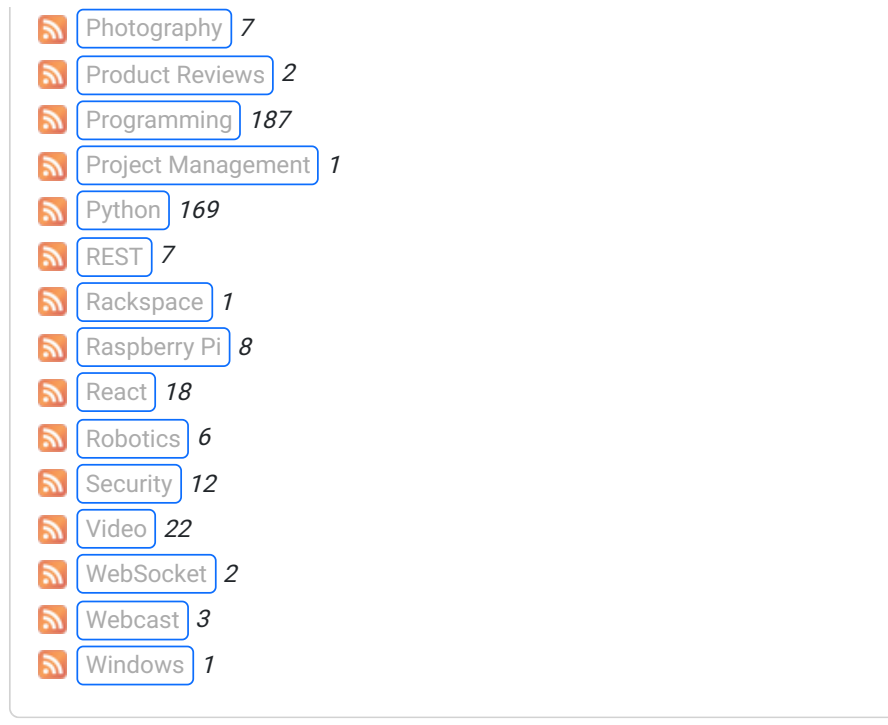 Photography 7
Product Reviews 2
Programming 187
Project Management 1
Python 169
REST 7
Rackspace 1
Raspberry Pi 8
React 18
Robotics 6
Security 12
Video 22
WebSocket 2
Webcast 3
Windows 1